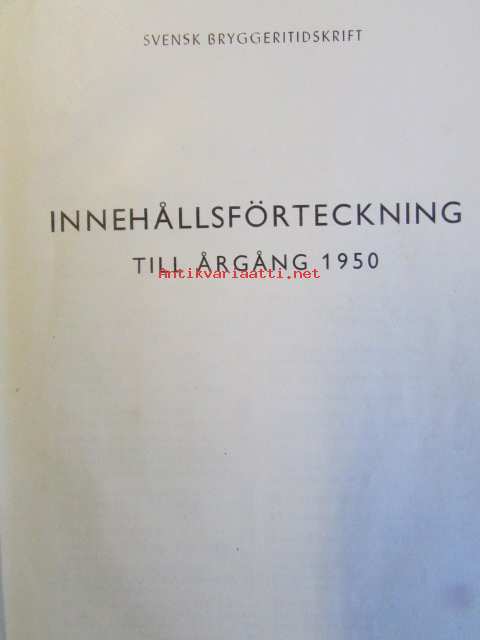 SVENSK BRYGGERITIDSKRIFT
INNEHÅLLSFÖRTECKNING
TILL ÅRGÅNG 1950
Antikvariaatti.net